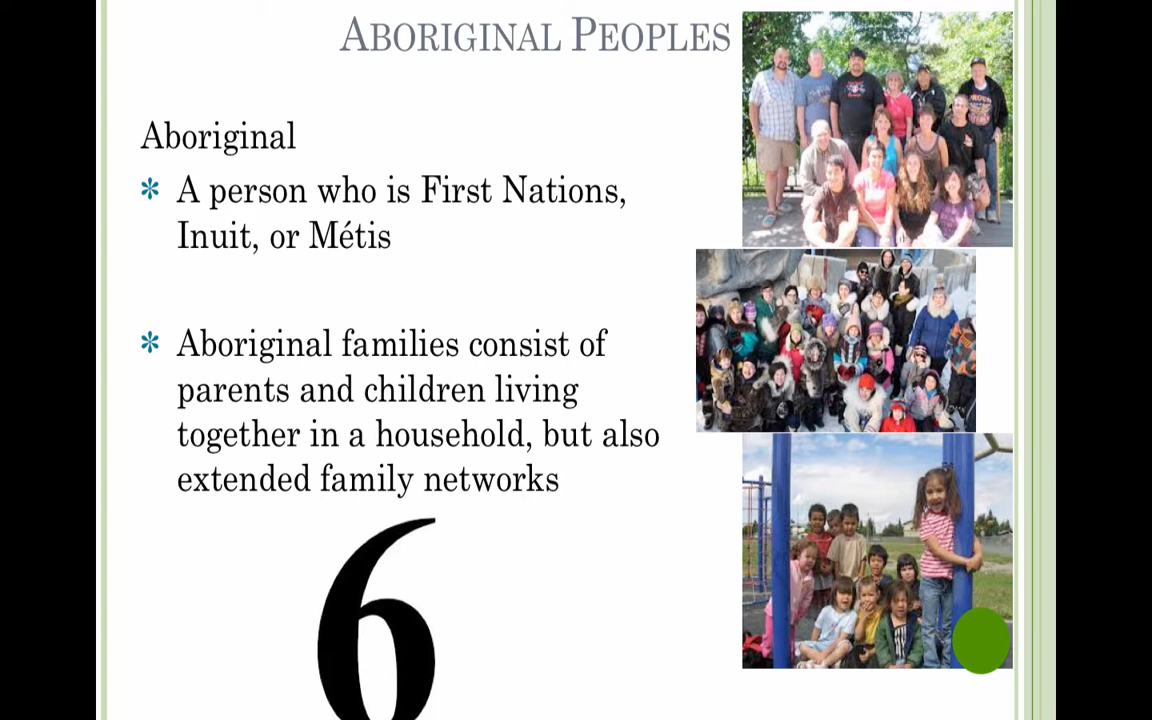 ABORIGINAL PEOPLES
Aboriginal
* A person who is First Nations,
Inuit, or Métis
* Aboriginal families consist of
parents and children living
together in a household, but also
extended family networks
6